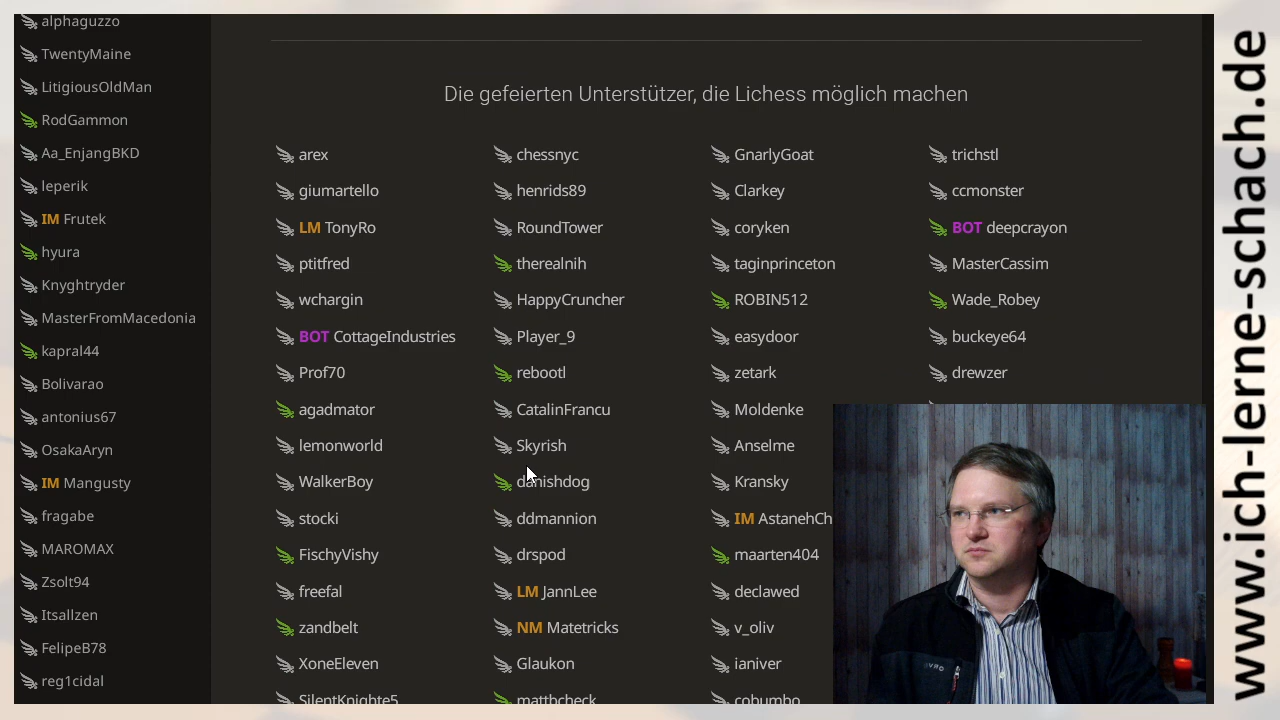 alphaguzzo
TwentyMaine
LitigiousOldMan
RodGammon
Aa_EnjangBKD
leperik
IM Frutek
hyura
Knyghtryder
MasterFromMacedonia
kapral44
Bolivarao
antonius67
OsakaAryn
IM Mangusty
fragabe
MAROMAX
Zsolt94
Itsallzen
FelipeB78
reg1cidal
Die gefeierten Unterstützer, die Lichess möglich machen
arex
giumartello
LM TonyRo
ptitfred
wchargin
BOT CottageIndustries
Prof70
agadmator
lemonworld
WalkerBoy
stocki
FischyVishy
freefal
zandbelt
XoneEleven
SilentKnighte5
chessnyc
henrids89
RoundTower
therealnih
HappyCruncher
Player_9
rebootl
CatalinFrancu
Skyrish
danishdog
ddmannion
drspod
LM JannLee
NM Matetricks
Glaukon
mattbcheck
GnarlyGoat
Clarkey
coryken
taginprinceton
ROBIN512
easydoor
zetark
Moldenke
Anselme
Kransky
IM AstanehCh
maarten404
declawed
v_oliv
ianiver
cobumbo
trichstl
ccmonster
BOT deepcrayon
MasterCassim
Wade_Robey
buckeye64
drewzer
www.ich-lerne-schach.de